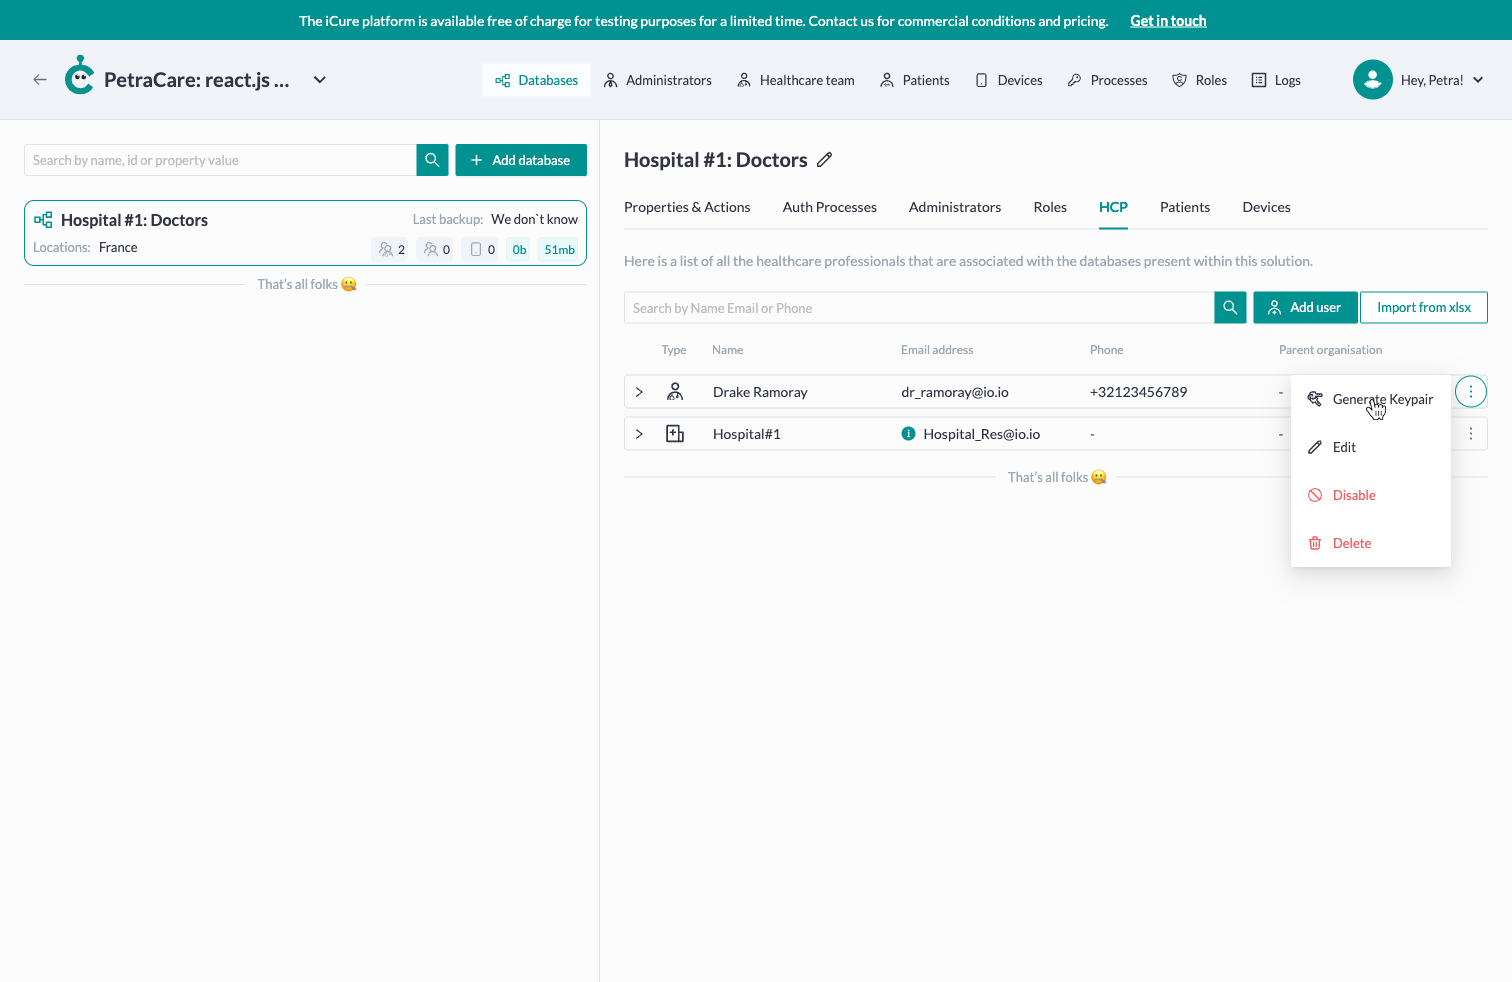 The iCure platform is available free of charge for testing purposes for a limited time. Contact us for commercial conditions and pricing. Get in touch
PetraCare: react.js ...
Databases
Administrators
Healthcare team
Patients
Devices
Processes
Roles
Logs
Hey, Petra!
Search by name, id or property value
Add database
Hospital #1: Doctors
Last backup: We don`t know
Locations: France
2
0
0
0b
51mb
That's all folks
Hospital #1: Doctors
Properties & Actions
Auth Processes
Administrators
Roles
HCP
Patients
Devices
Here is a list of all the healthcare professionals that are associated with the databases present within this solution.
Search by Name Email or Phone
Add user
Import from xlsx
Type Name Email address Phone Parent organisation
Drake Ramoray dr_ramoray@io.io +32123456789 -
Hospital#1 Hospital_Res@io.io - -
That's all folks
Generate Keypair
Edit
Disable
Delete